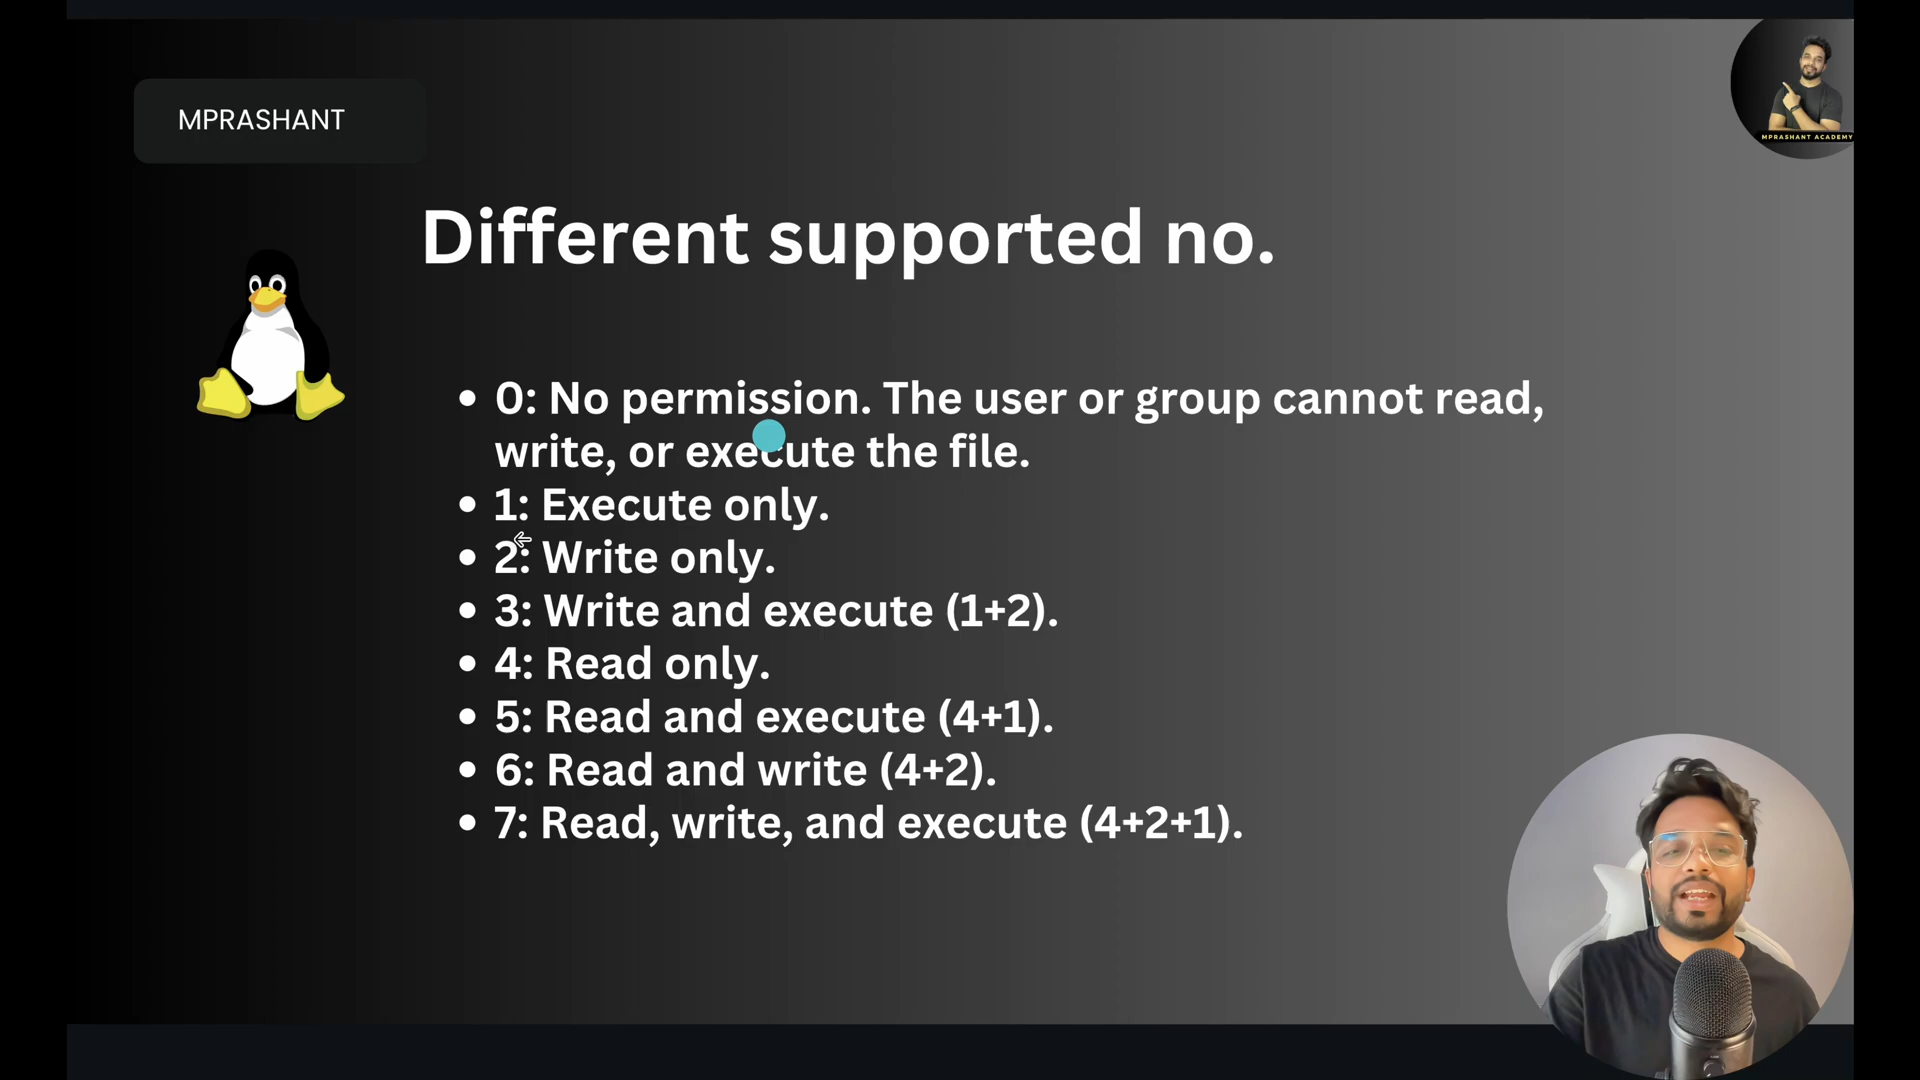 MPRASHANT
MPRASHANT ACADEMY
Different supported no.
• 0: No permission. The user or group cannot read,
write, or execute the file.
• 1: Execute only.
• 2: Write only.
• 3: Write and execute (1+2).
• 4: Read only.
• 5: Read and execute (4+1).
• 6: Read and write (4+2).
• 7: Read, write, and execute (4+2+1).